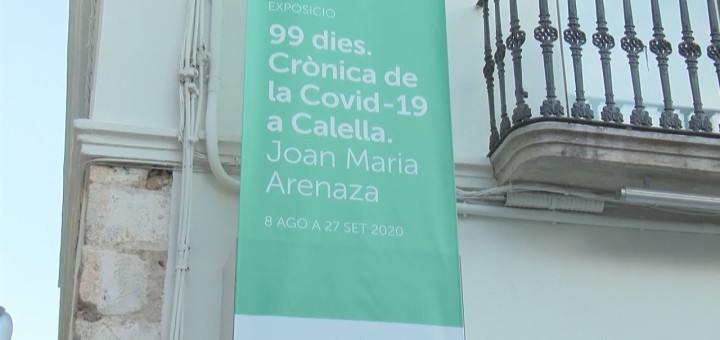 EXPOSICIÓ
99 dies.
Crònica de
la Covid-19
a Calella.
Joan Maria
Arenaza
8 AGO A 27 SET 2020